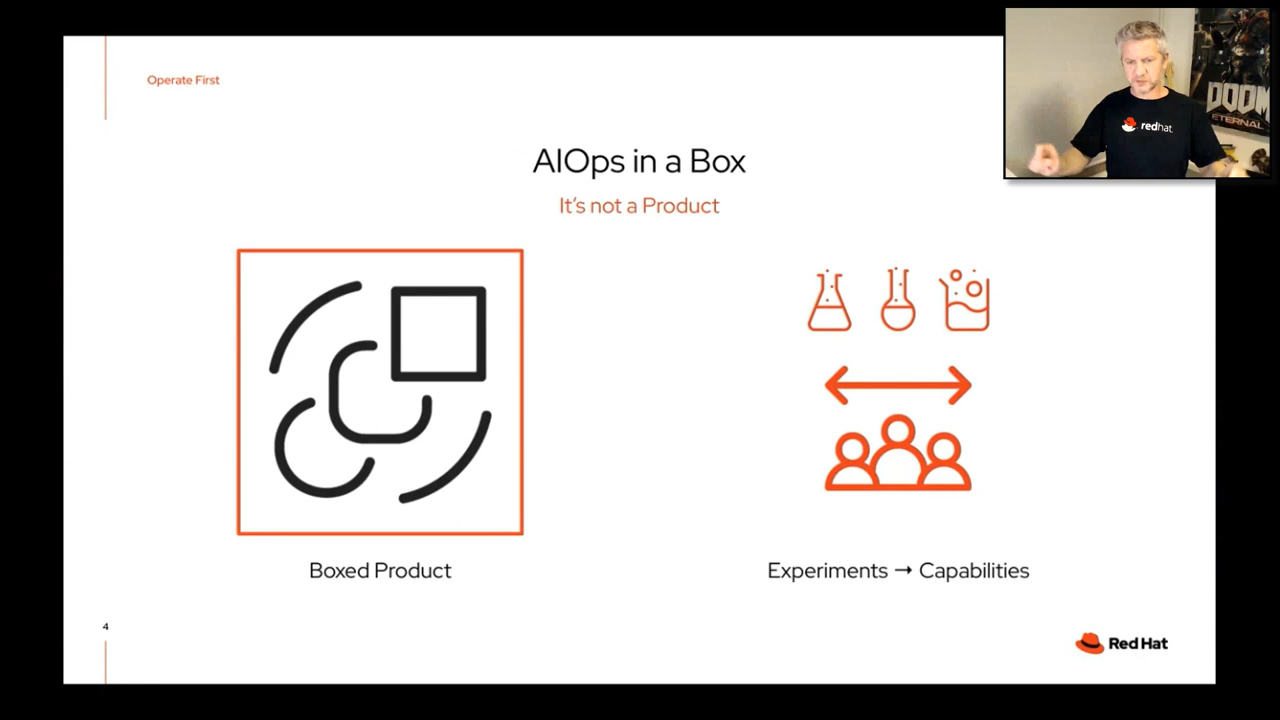 Operate First
AIOps in a Box
It's not a Product
Boxed Product
Experiments → Capabilities
4
Red Hat
redhat.
DOOM
ETERNAL